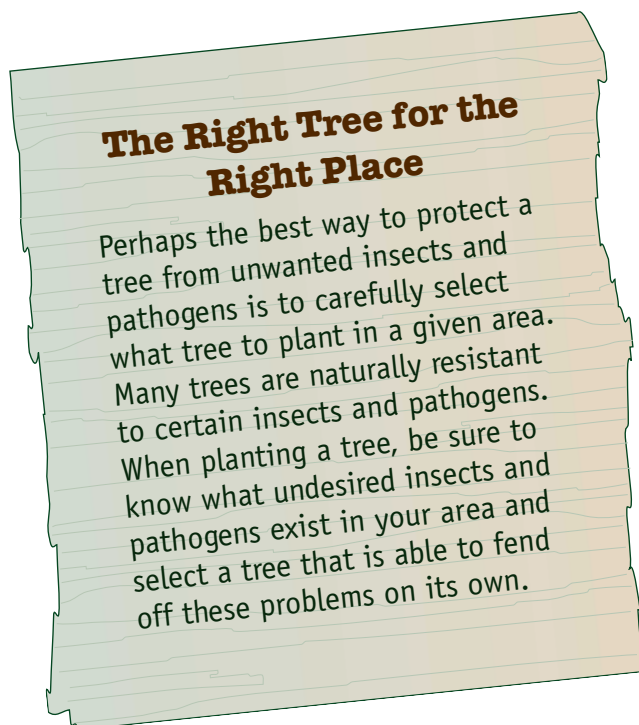 The Right Tree for the
Right Place
Perhaps the best way to protect a
tree from unwanted insects and
pathogens is to carefully select
what tree to plant in a given area.
Many trees are naturally resistant
to certain insects and pathogens.
When planting a tree, be sure to
know what undesired insects and
pathogens exist in your area and
select a tree that is able to fend
off these problems on its own.